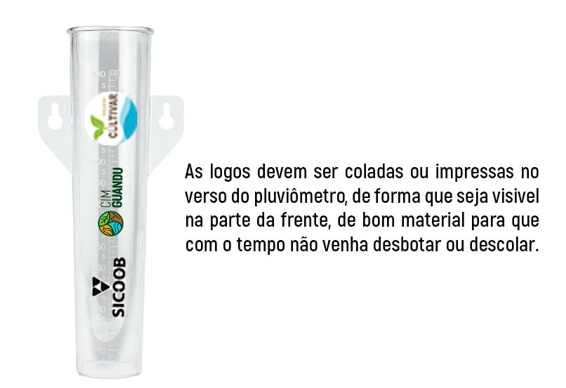 CULTIVAR
CIM
GUANDU
SICOOB
As logos devem ser coladas ou impressas no
verso do pluviômetro, de forma que seja visivel
na parte da frente, de bom material para que
com o tempo não venha desbotar ou descolar.